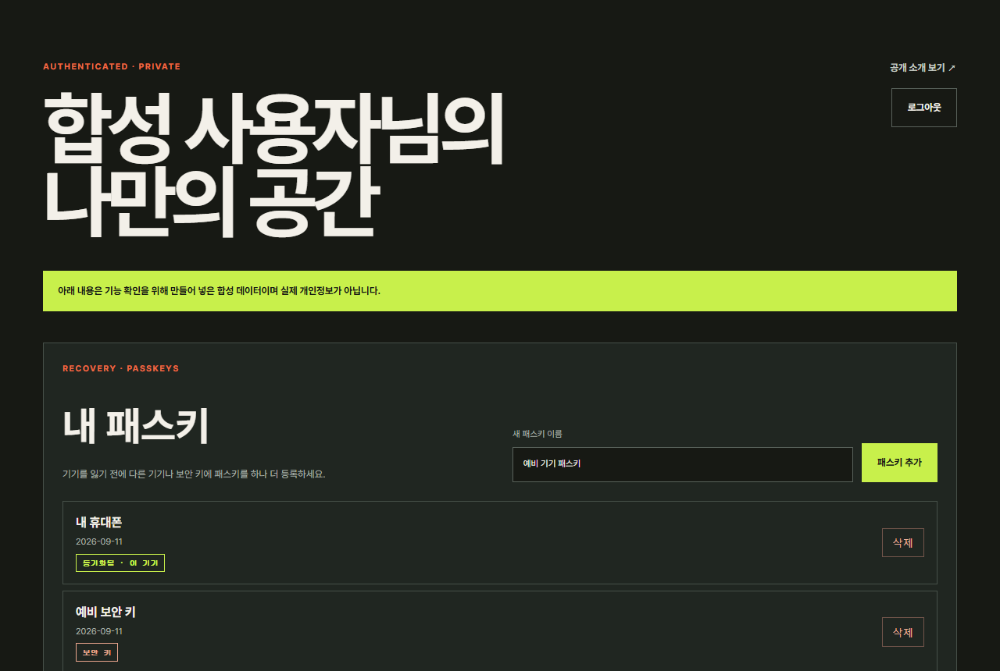 AUTHENTICATED · PRIVATE
공개 소개 보기 ↗
로그아웃
합성 사용자님의
나만의 공간
아래 내용은 기능 확인을 위해 만들어 넣은 합성 데이터이며 실제 개인정보가 아닙니다.
RECOVERY · PASSKEYS
내 패스키
기기를 잃기 전에 다른 기기나 보안 키에 패스키를 하나 더 등록하세요.
새 패스키 이름
예비 기기 패스키
패스키 추가
내 휴대폰
2026-09-11
동기화됨 · 이 기기
삭제
예비 보안 키
2026-09-11
보안 키
삭제